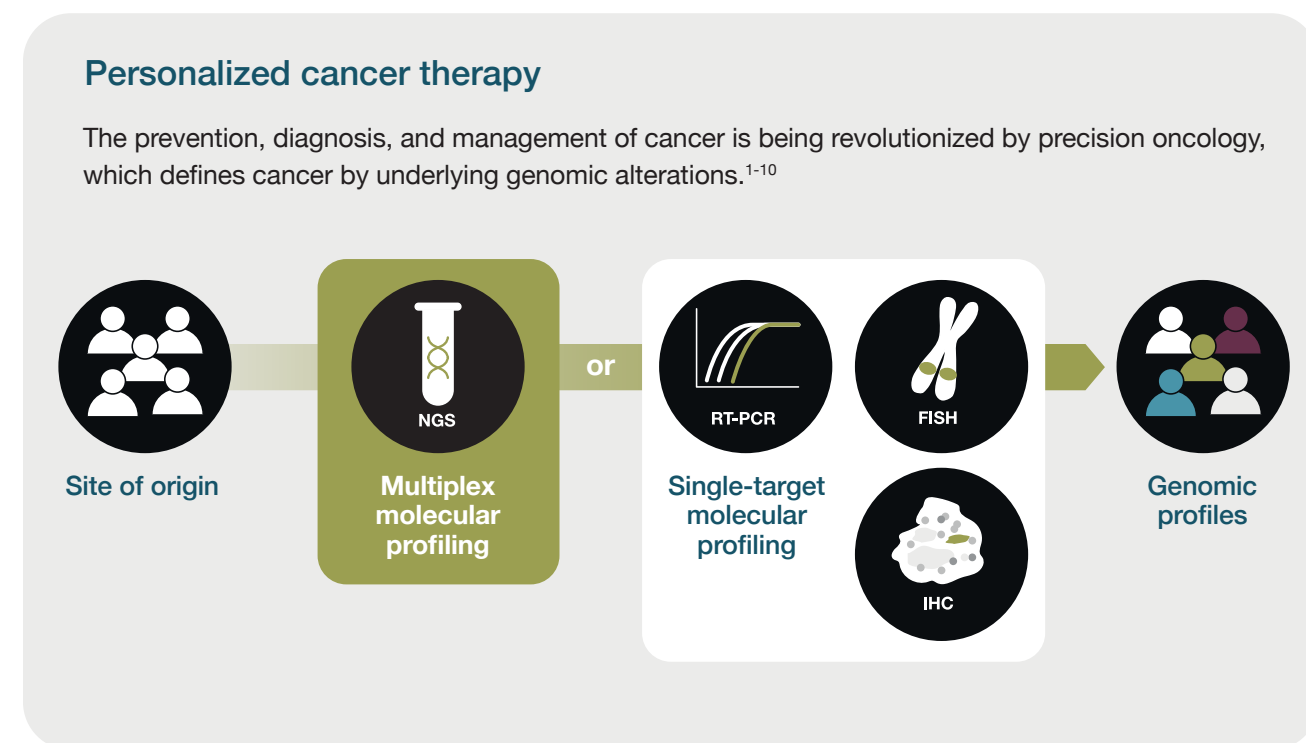 Personalized cancer therapy
The prevention, diagnosis, and management of cancer is being revolutionized by precision oncology,
which defines cancer by underlying genomic alterations.1-10
Site of origin
NGS
Multiplex
molecular
profiling
or
RT-PCR
FISH
Single-target
molecular
profiling
IHC
Genomic
profiles